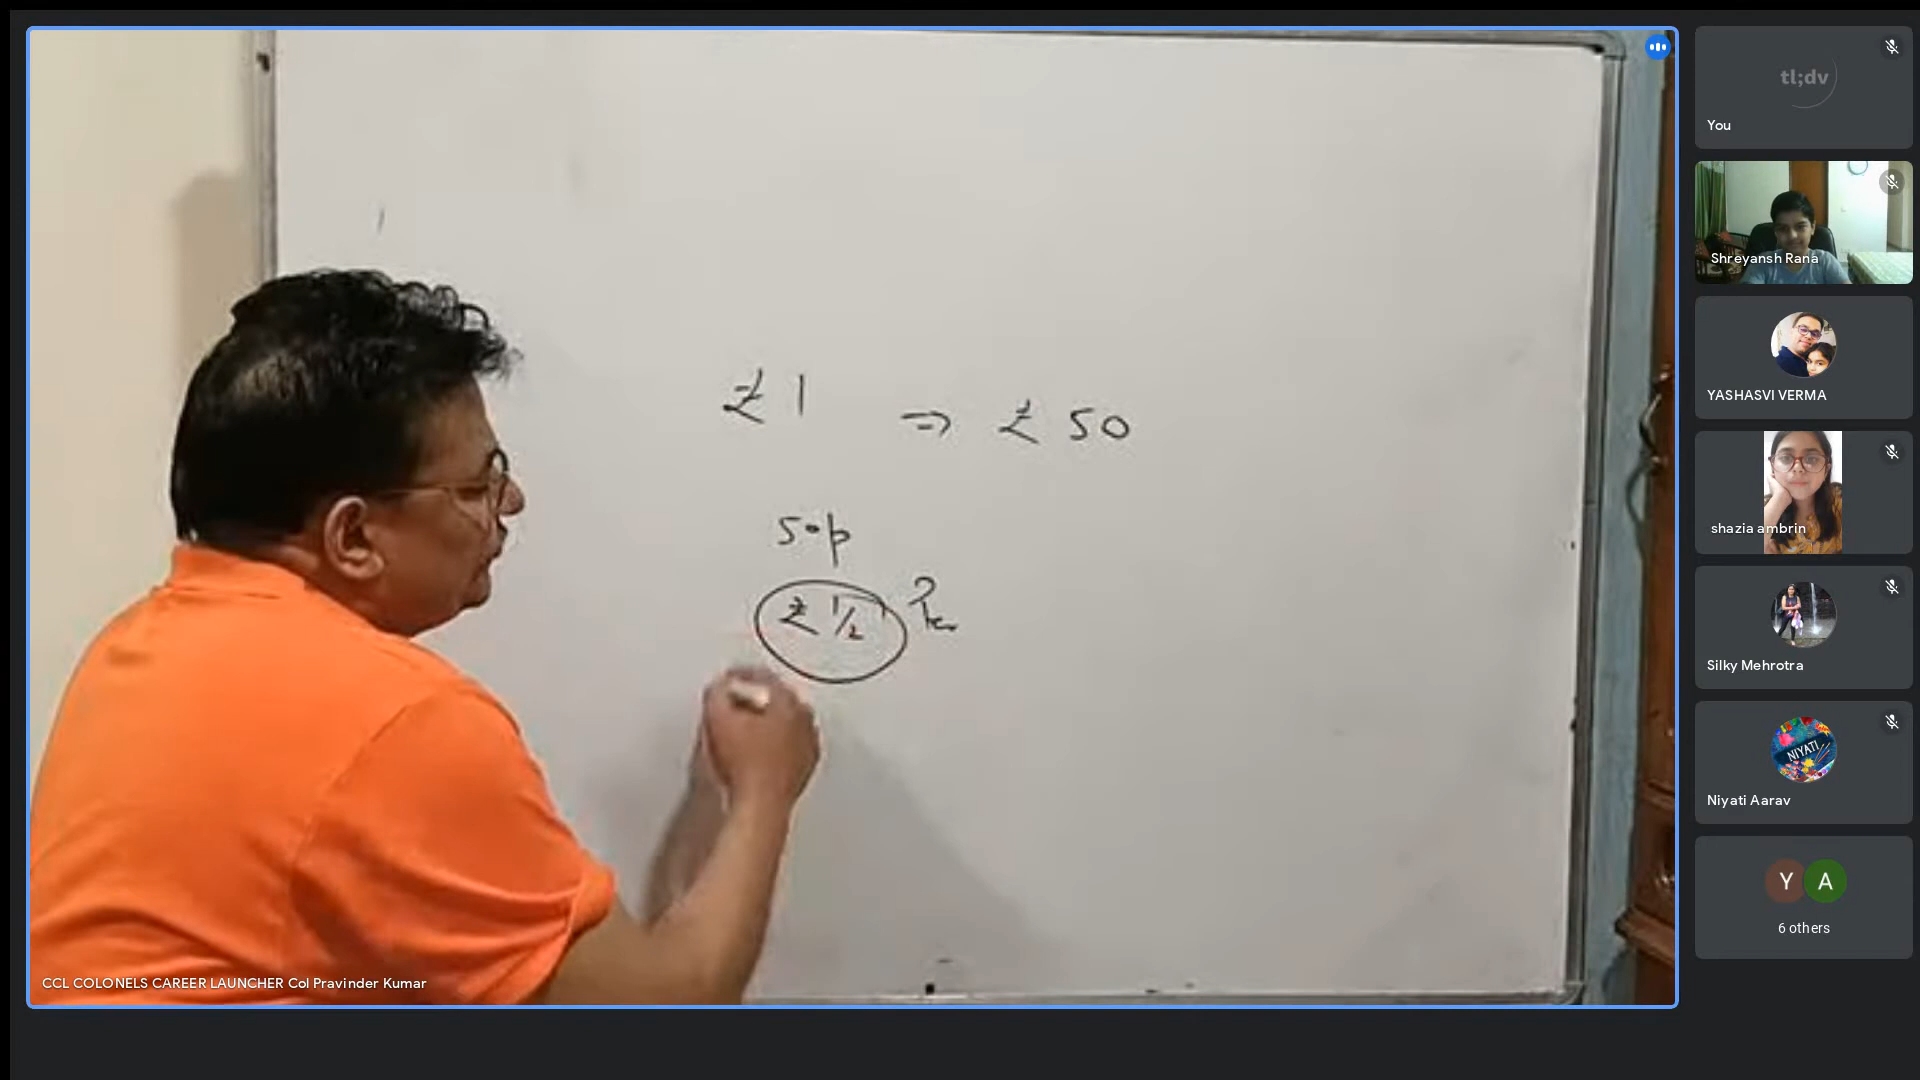 ₹ 1 ⇒ ₹ 50
50p
₹ 1/2
CCL COLONELS CAREER LAUNCHER Col Pravinder Kumar
tl;dv
You
Shreyansh Rana
YASHASVI VERMA
shazia ambrin
Silky Mehrotra
NIYATI
Niyati Aarav
Y A
6 others